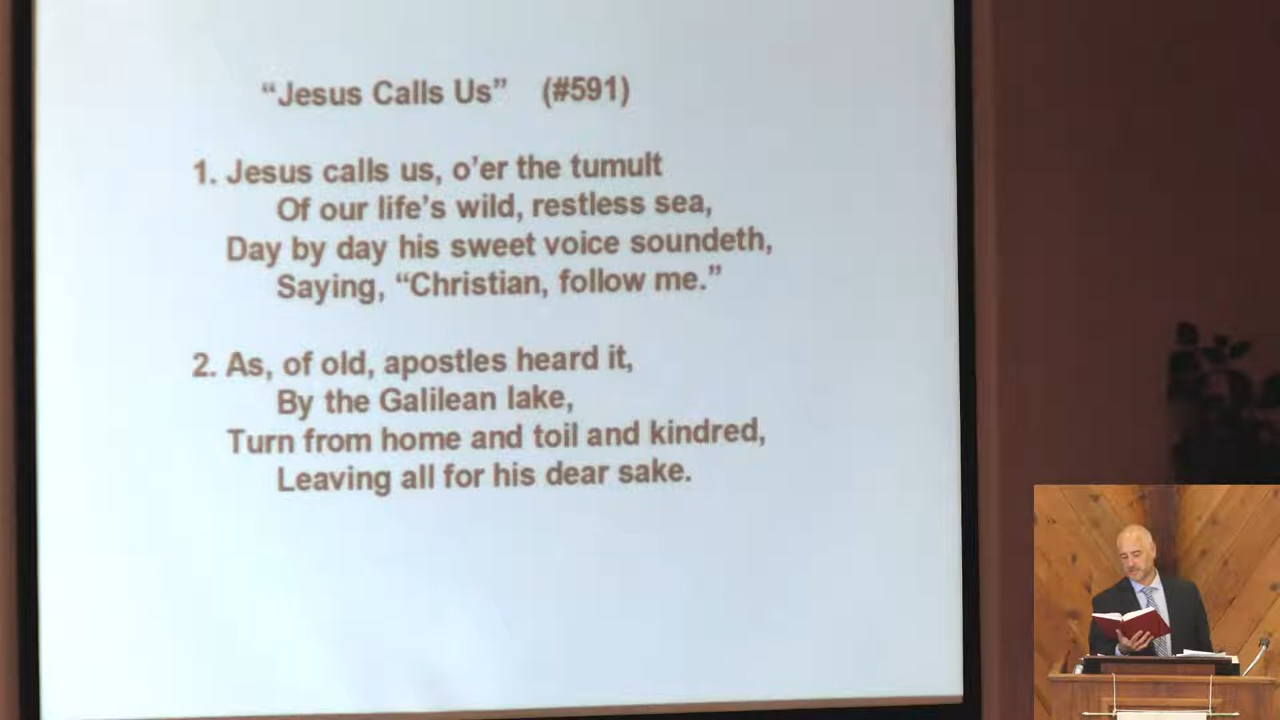 “Jesus Calls Us” (#591)
1. Jesus calls us, o’er the tumult
Of our life’s wild, restless sea,
Day by day his sweet voice soundeth,
Saying, “Christian, follow me.”
2. As, of old, apostles heard it,
By the Galilean lake,
Turn from home and toil and kindred,
Leaving all for his dear sake.